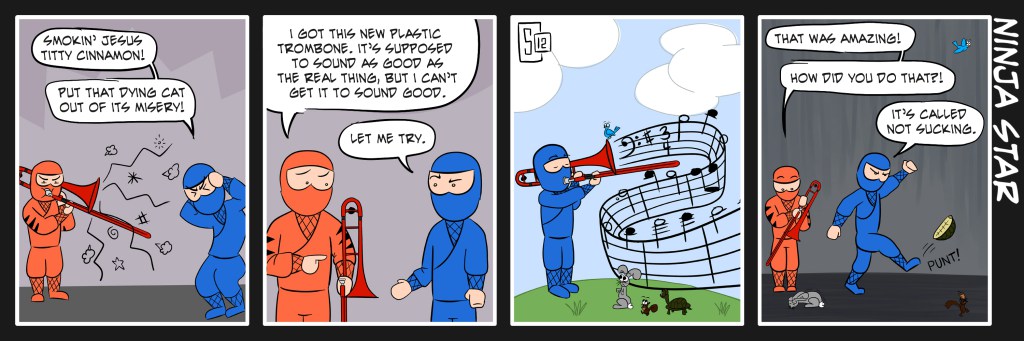 SMOKIN' JESUS
TITTY CINNAMON!
PUT THAT DYING CAT
OUT OF ITS MISERY!
I GOT THIS NEW PLASTIC
TROMBONE. IT'S SUPPOSED
TO SOUND AS GOOD AS
THE REAL THING, BUT I CAN'T
GET IT TO SOUND GOOD.
LET ME TRY.
S
12
3
4
THAT WAS AMAZING!
HOW DID YOU DO THAT?!
IT'S CALLED
NOT SUCKING.
PUNT!
NINJA STAR